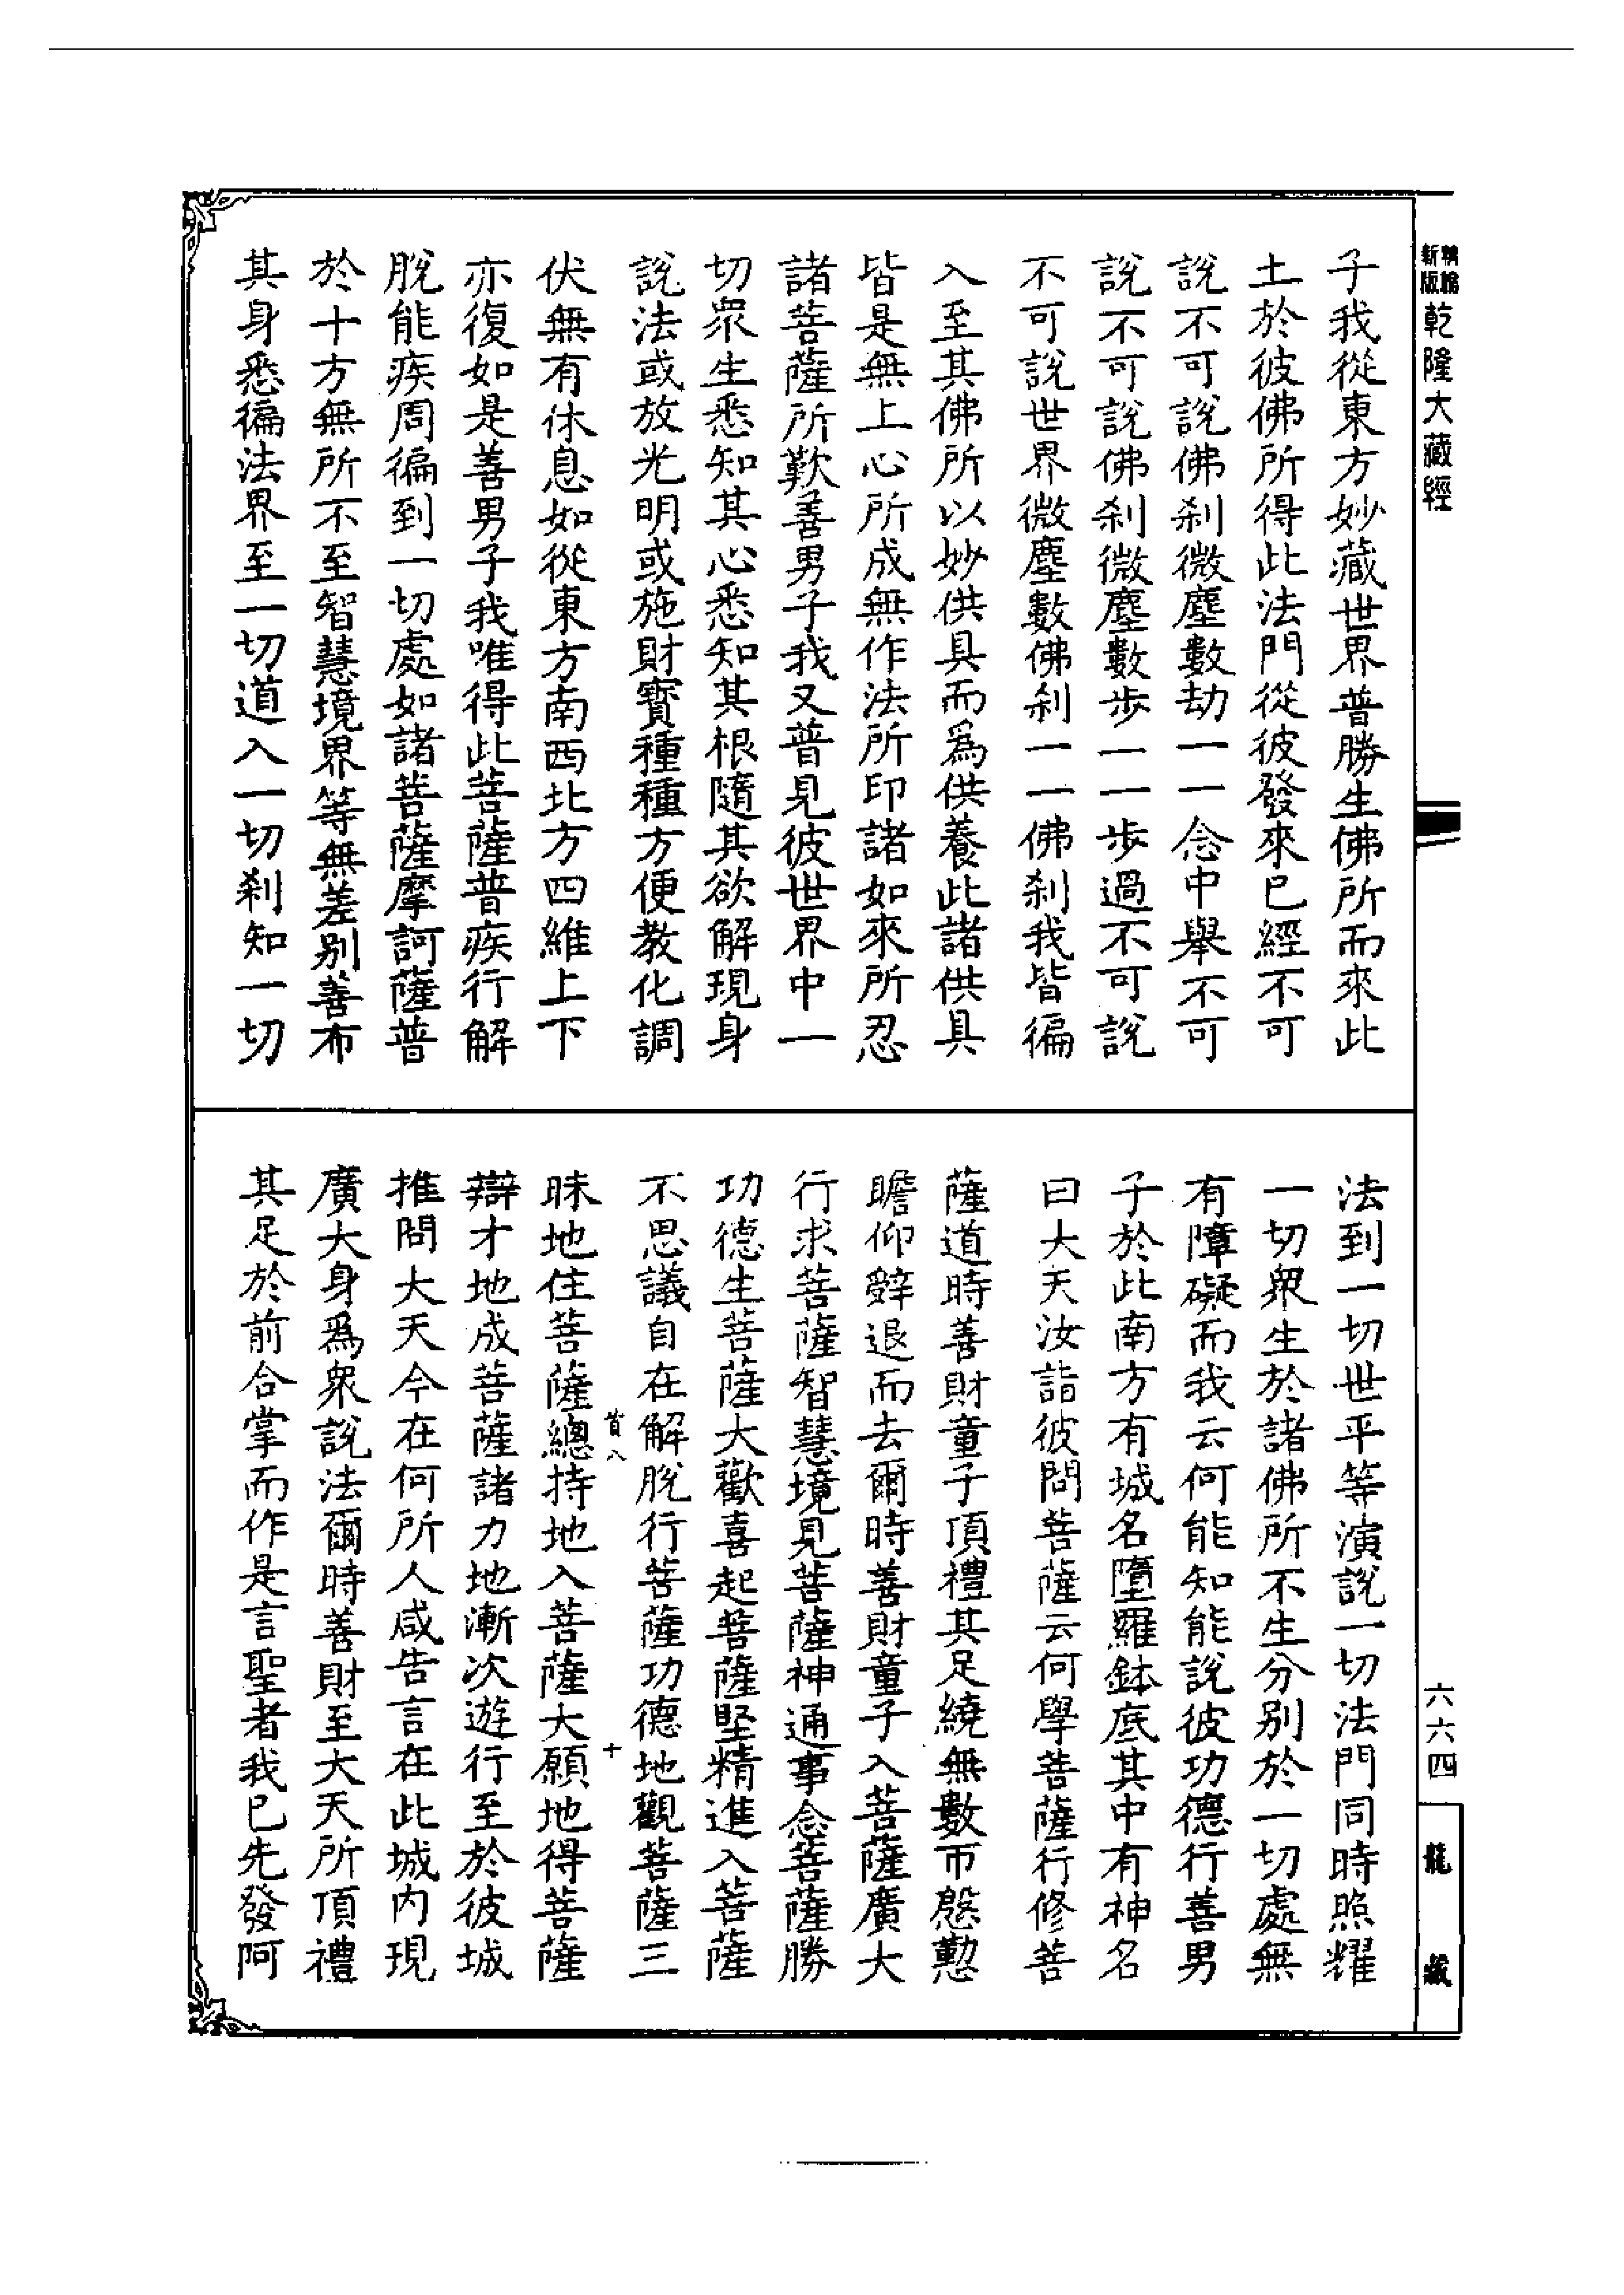 新版
乾隆大藏經
子我從東方妙藏世界普勝生佛所而來此
土於彼佛所得此法門從彼發來已經不可
說不可說佛刹微塵數劫一一念中舉不可
說不可說佛刹微塵數步一一步過不可說
不可說世界微塵數佛刹一一佛刹我皆徧
入至其佛所以妙供具而爲供養此諸供具
皆是無上心所成無作法所印諸如來所忍
諸菩薩所歎善男子我又普見彼世界中一
切衆生悉知其心悉知其根隨其欲解現身
說法或放光明或施財寶種種方便教化調
伏無有休息如從東方南西北方四維上下
亦復如是善男子我唯得此菩薩普疾行解
脫能疾周徧到一切處如諸菩薩摩訶薩普
於十方無所不至智慧境界等無差别善布
其身悉徧法界至一切道入一切刹知一切
法到一切世平等演說一切法門同時照耀
一切衆生於諸佛所不生分别於一切處無
有障礙而我云何能知能說彼功德行善男
子於此南方有城名墮羅鉢底其中有神名
曰大天汝詣彼問菩薩云何學菩薩行修菩
薩道時善財童子頂禮其足繞無數帀慇懃
瞻仰辭退而去爾時善財童子入菩薩廣大
行求菩薩智慧境見菩薩神通事念菩薩勝
功德生菩薩大歡喜起菩薩堅精進入菩薩
不思議自在解脫行菩薩功德地觀菩薩三
昧地住菩薩總持地入菩薩大願地得菩薩
辯才地成菩薩諸力地漸次遊行至於彼城
推問大天今在何所人咸告言在此城内現
廣大身爲衆說法爾時善財至大天所頂禮
其足於前合掌而作是言聖者我已先發阿
八
十
六六四
龍藏